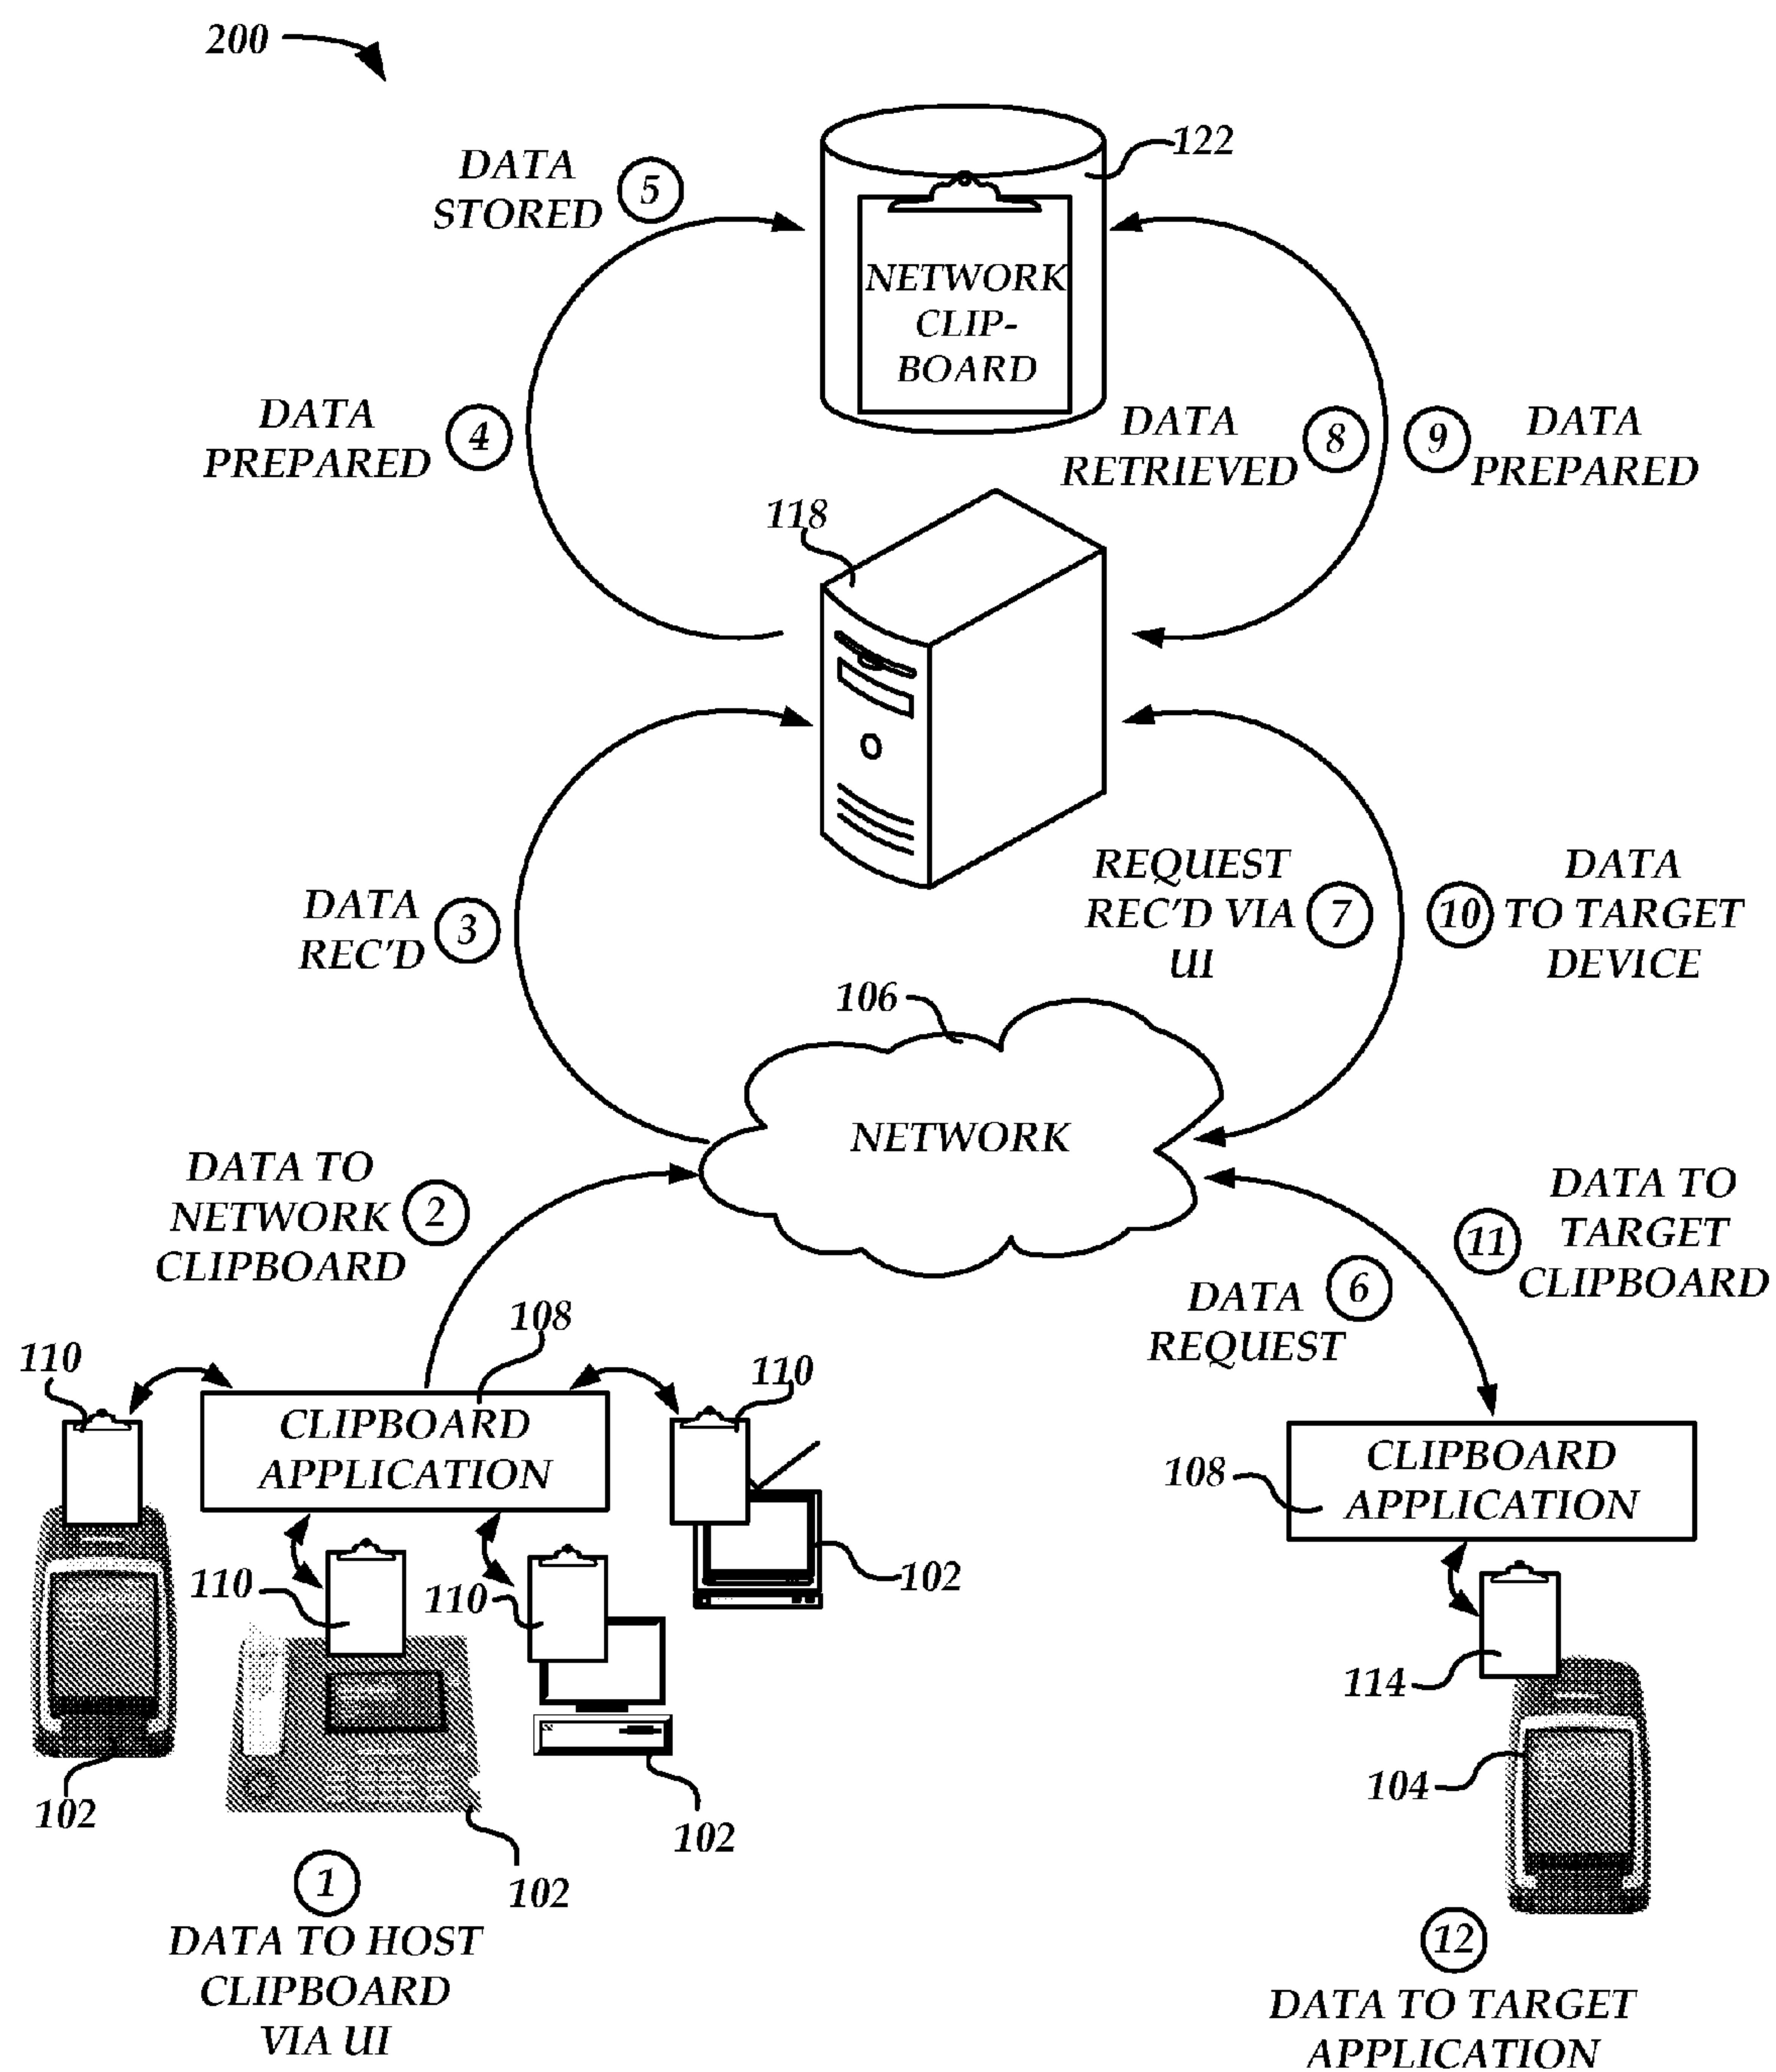 200
122
DATA
STORED
5
NETWORK
CLIP-
BOARD
DATA
PREPARED
4
DATA
RETRIEVED
8
9
DATA
PREPARED
118
DATA
REC'D
3
REQUEST
REC'D VIA
UI
7
10
DATA
TO TARGET
DEVICE
106
NETWORK
DATA TO
NETWORK
CLIPBOARD
2
11
DATA TO
TARGET
CLIPBOARD
DATA
REQUEST
6
110
108
110
CLIPBOARD
APPLICATION
CLIPBOARD
APPLICATION
108
110
110
102
114
104
102
102
102
1
DATA TO HOST
CLIPBOARD
VIA UI
12
DATA TO TARGET
APPLICATION